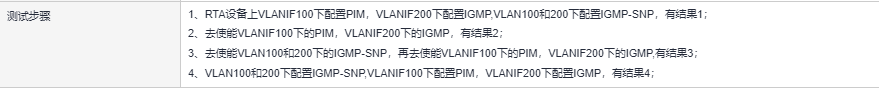 测试步骤
1、RTA设备上VLANIF100下配置PIM，VLANIF200下配置IGMP,VLAN100和200下配置IGMP-SNP，有结果1；
2、去使能VLANIF100下的PIM，VLANIF200下的IGMP，有结果2；
3、去使能VLAN100和200下的IGMP-SNP，再去使能VLANIF100下的PIM，VLANIF200下的IGMP,有结果3；
4、VLAN100和200下配置IGMP-SNP,VLANIF100下配置PIM，VLANIF200下配置IGMP，有结果4；